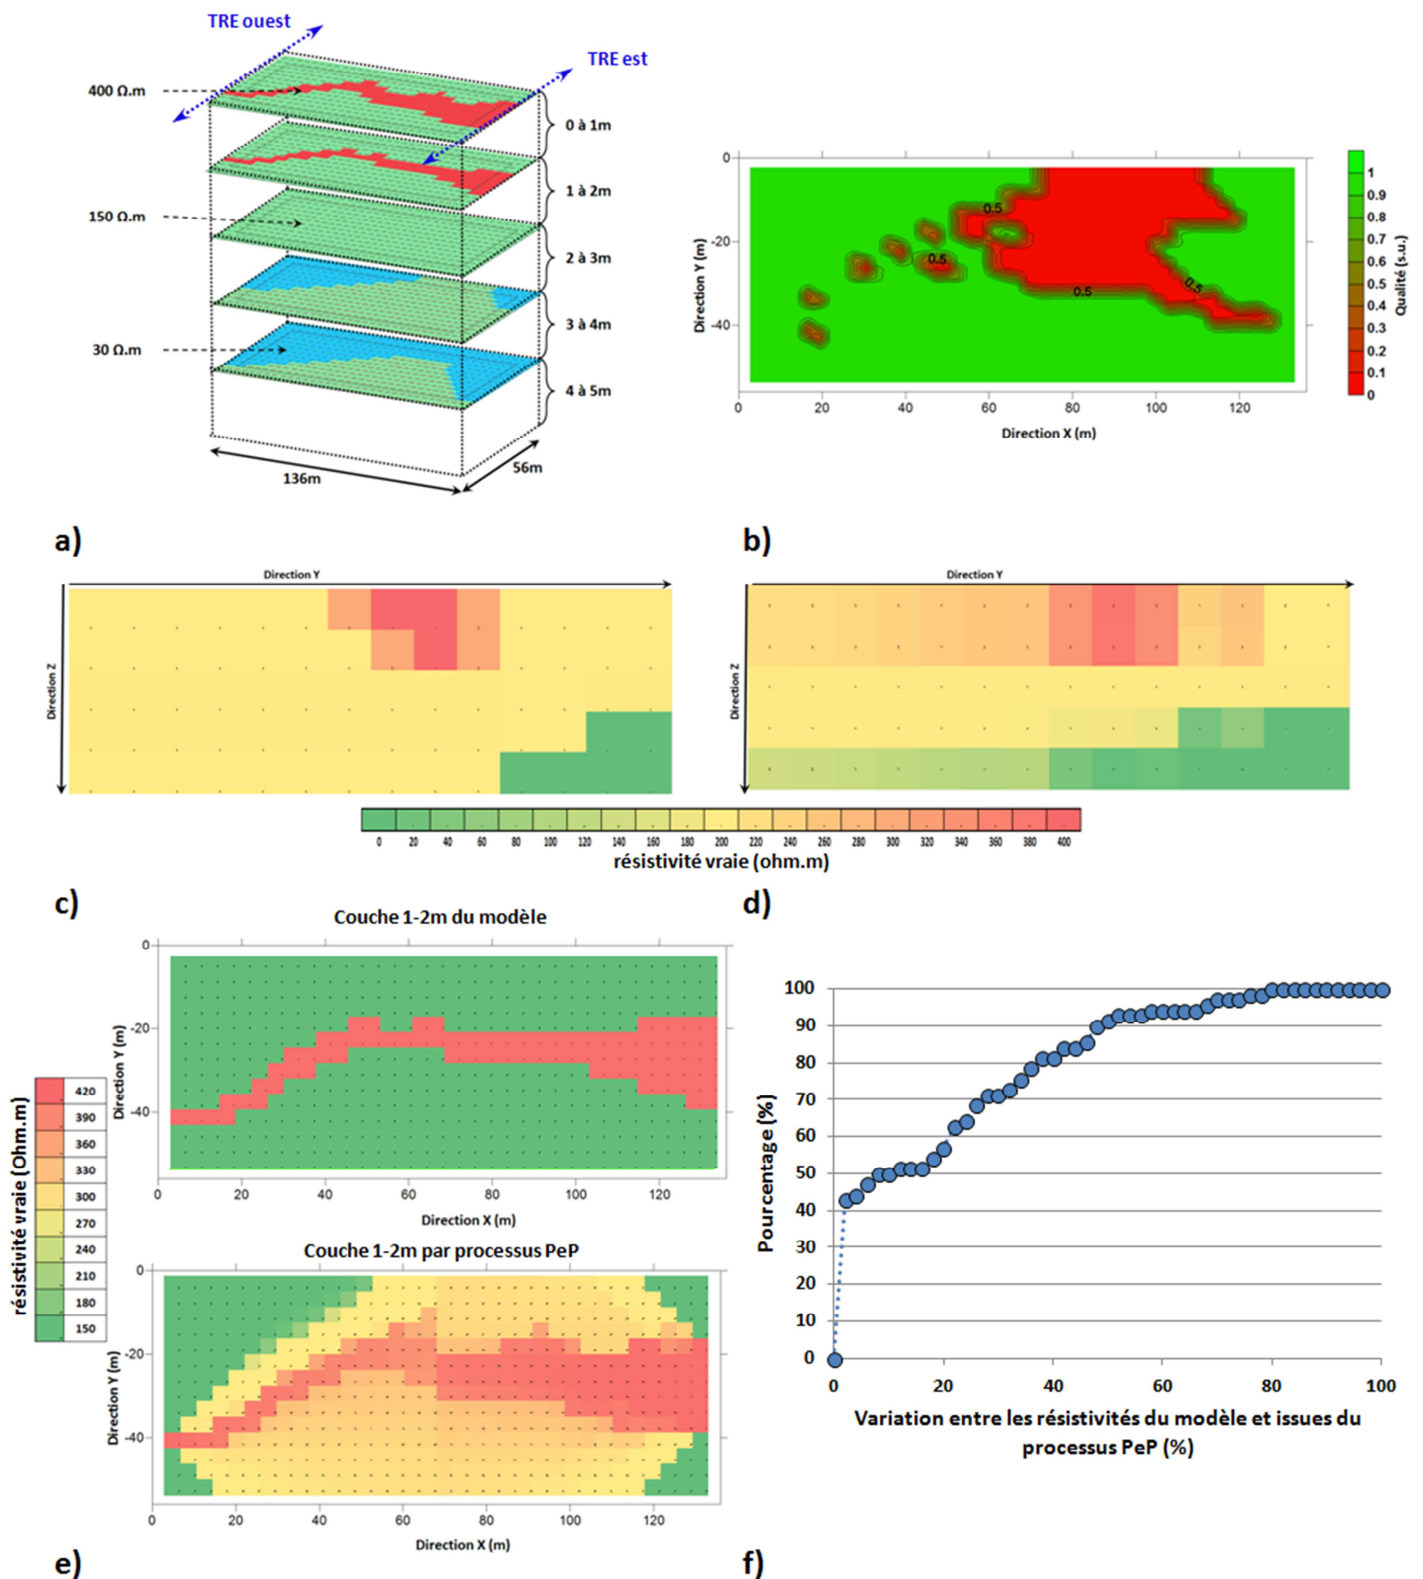 TRE ouest
TRE est
400 Ω.m
0 à 1m
1 à 2m
150 Ω.m
2 à 3m
3 à 4m
30 Ω.m
4 à 5m
136m
56m
a)
0
-20
-40
Direction Y (m)
0.5
0.5
0.5
0.5
0 20 40 60 80 100 120
Direction X (m)
1
0.9
0.8
0.7
0.6
0.5
0.4
0.3
0.2
0.1
0
Qualité (s.u.)
b)
Direction Y
Direction Z
Direction Y
Direction Z
0 20 40 60 80 100 120 140 160 180 200 220 240 260 280 300 320 340 360 380 400
résistivité vraie (ohm.m)
c)
d)
Couche 1-2m du modèle
0
-20
-40
Direction Y (m)
0 20 40 60 80 100 120
Direction X (m)
résistivité vraie (Ohm.m)
420
390
360
330
300
270
240
210
180
150
Couche 1-2m par processus PeP
0
-20
-40
Direction Y (m)
0 20 40 60 80 100 120
Direction X (m)
e)
Pourcentage (%)
100
90
80
70
60
50
40
30
20
10
0
0 20 40 60 80 100
Variation entre les résistivités du modèle et issues du
processus PeP (%)
f)